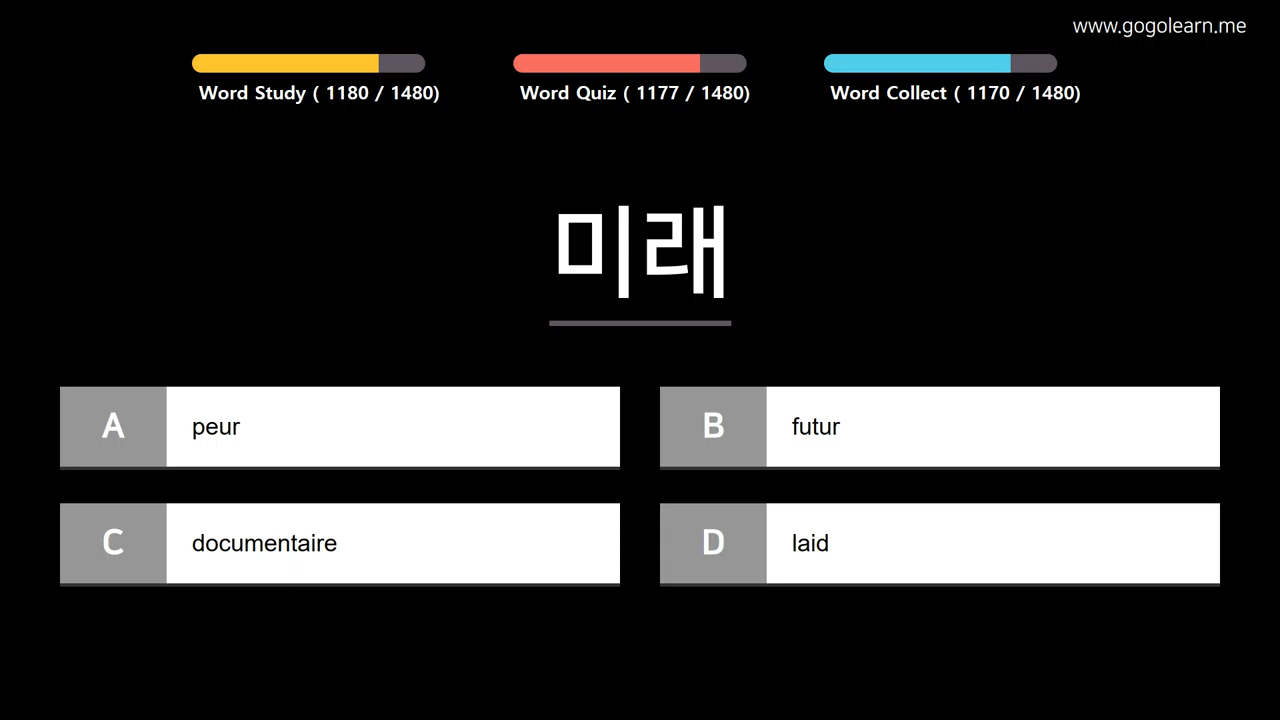 www.gogolearn.me
Word Study ( 1180 / 1480)
Word Quiz ( 1177 / 1480)
Word Collect ( 1170 / 1480)
미래
A
peur
B
futur
C
documentaire
D
laid